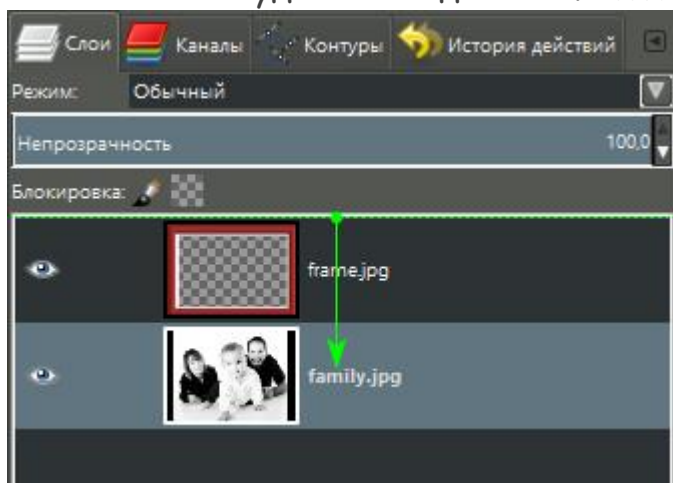 Слои Каналы Контуры История действий
Режим: Обычный
Непрозрачность 100,0
Блокировка:
frame.jpg
family.jpg